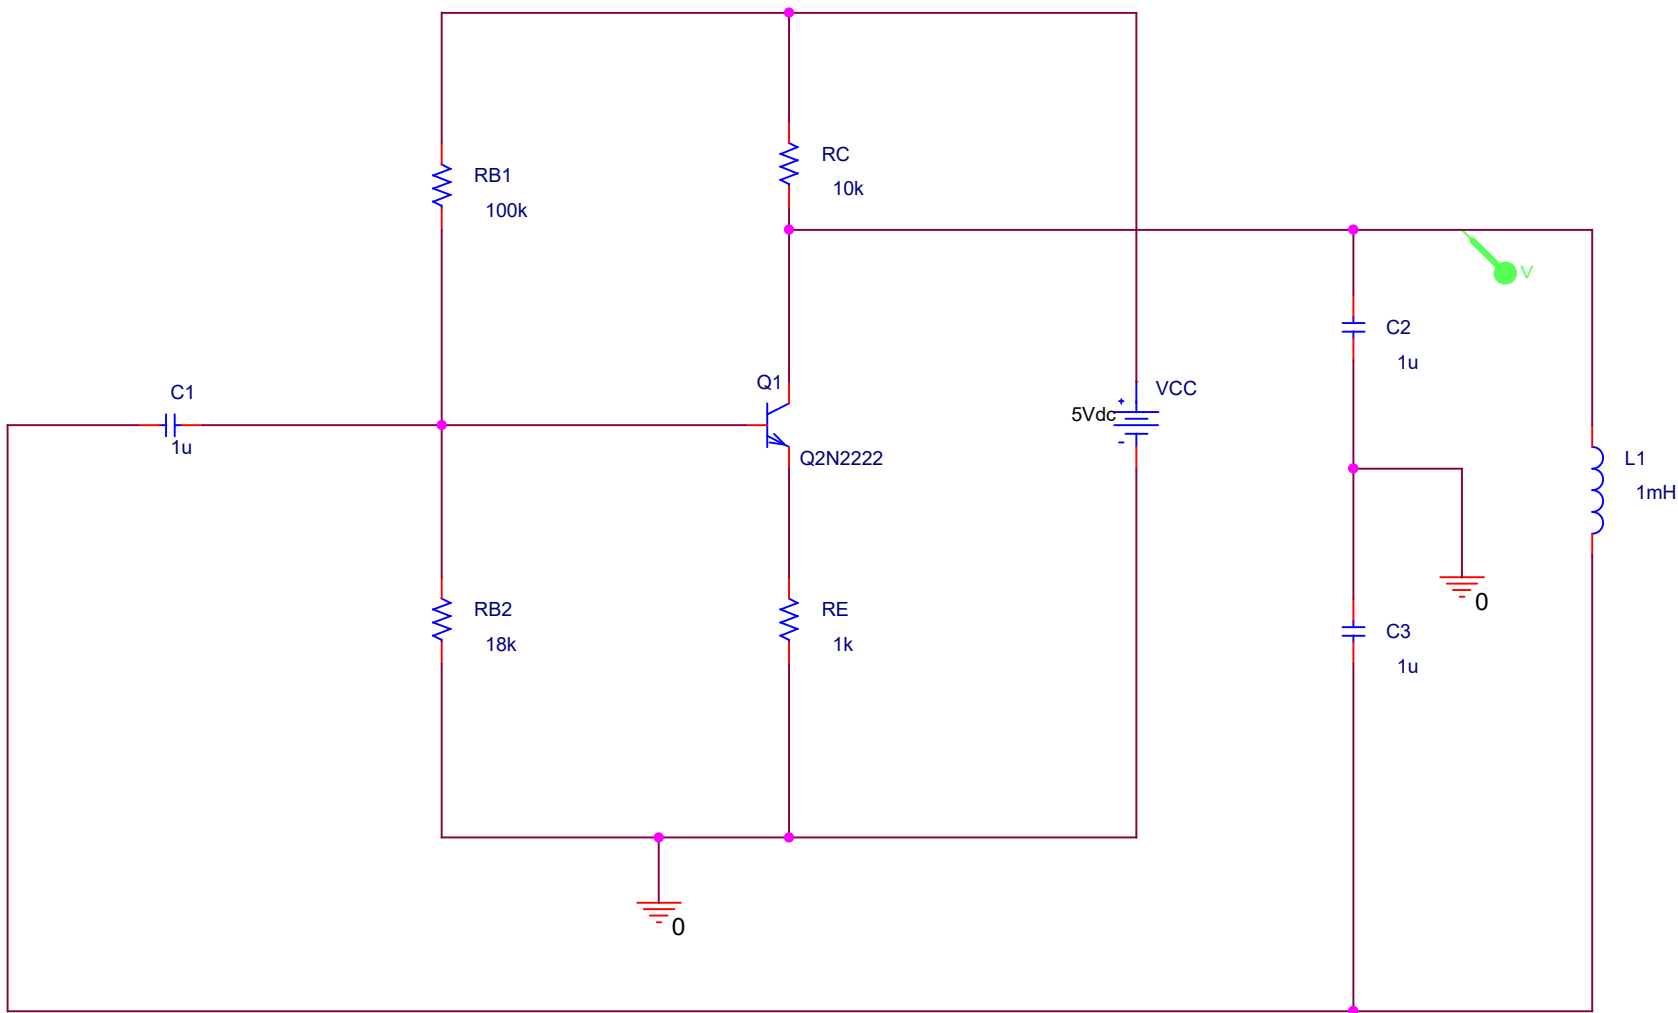 RC
10k
RB1
100k
V
C2
1u
C1
1u
Q1
Q2N2222
VCC
+
5Vdc
-
L1
1mH
RB2
18k
RE
1k
0
C3
1u
0